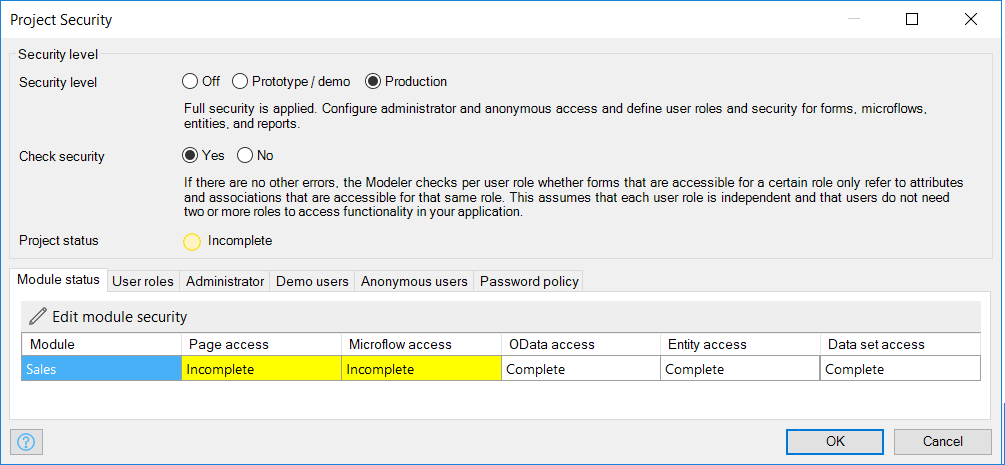 Project Security
Security level
Security level Off Prototype / demo Production
Full security is applied. Configure administrator and anonymous access and define user roles and security for forms, microflows,
entities, and reports.
Check security Yes No
If there are no other errors, the Modeler checks per user role whether forms that are accessible for a certain role only refer to attributes
and associations that are accessible for that same role. This assumes that each user role is independent and that users do not need
two or more roles to access functionality in your application.
Project status Incomplete
Module status User roles Administrator Demo users Anonymous users Password policy
Edit module security
Module Page access Microflow access OData access Entity access Data set access
Sales Incomplete Incomplete Complete Complete Complete
? OK Cancel